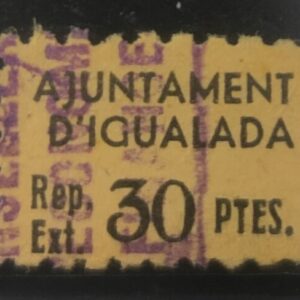 AJUNTAMENT
D'IGUALADA
Rep. Ext. 30 PTES.